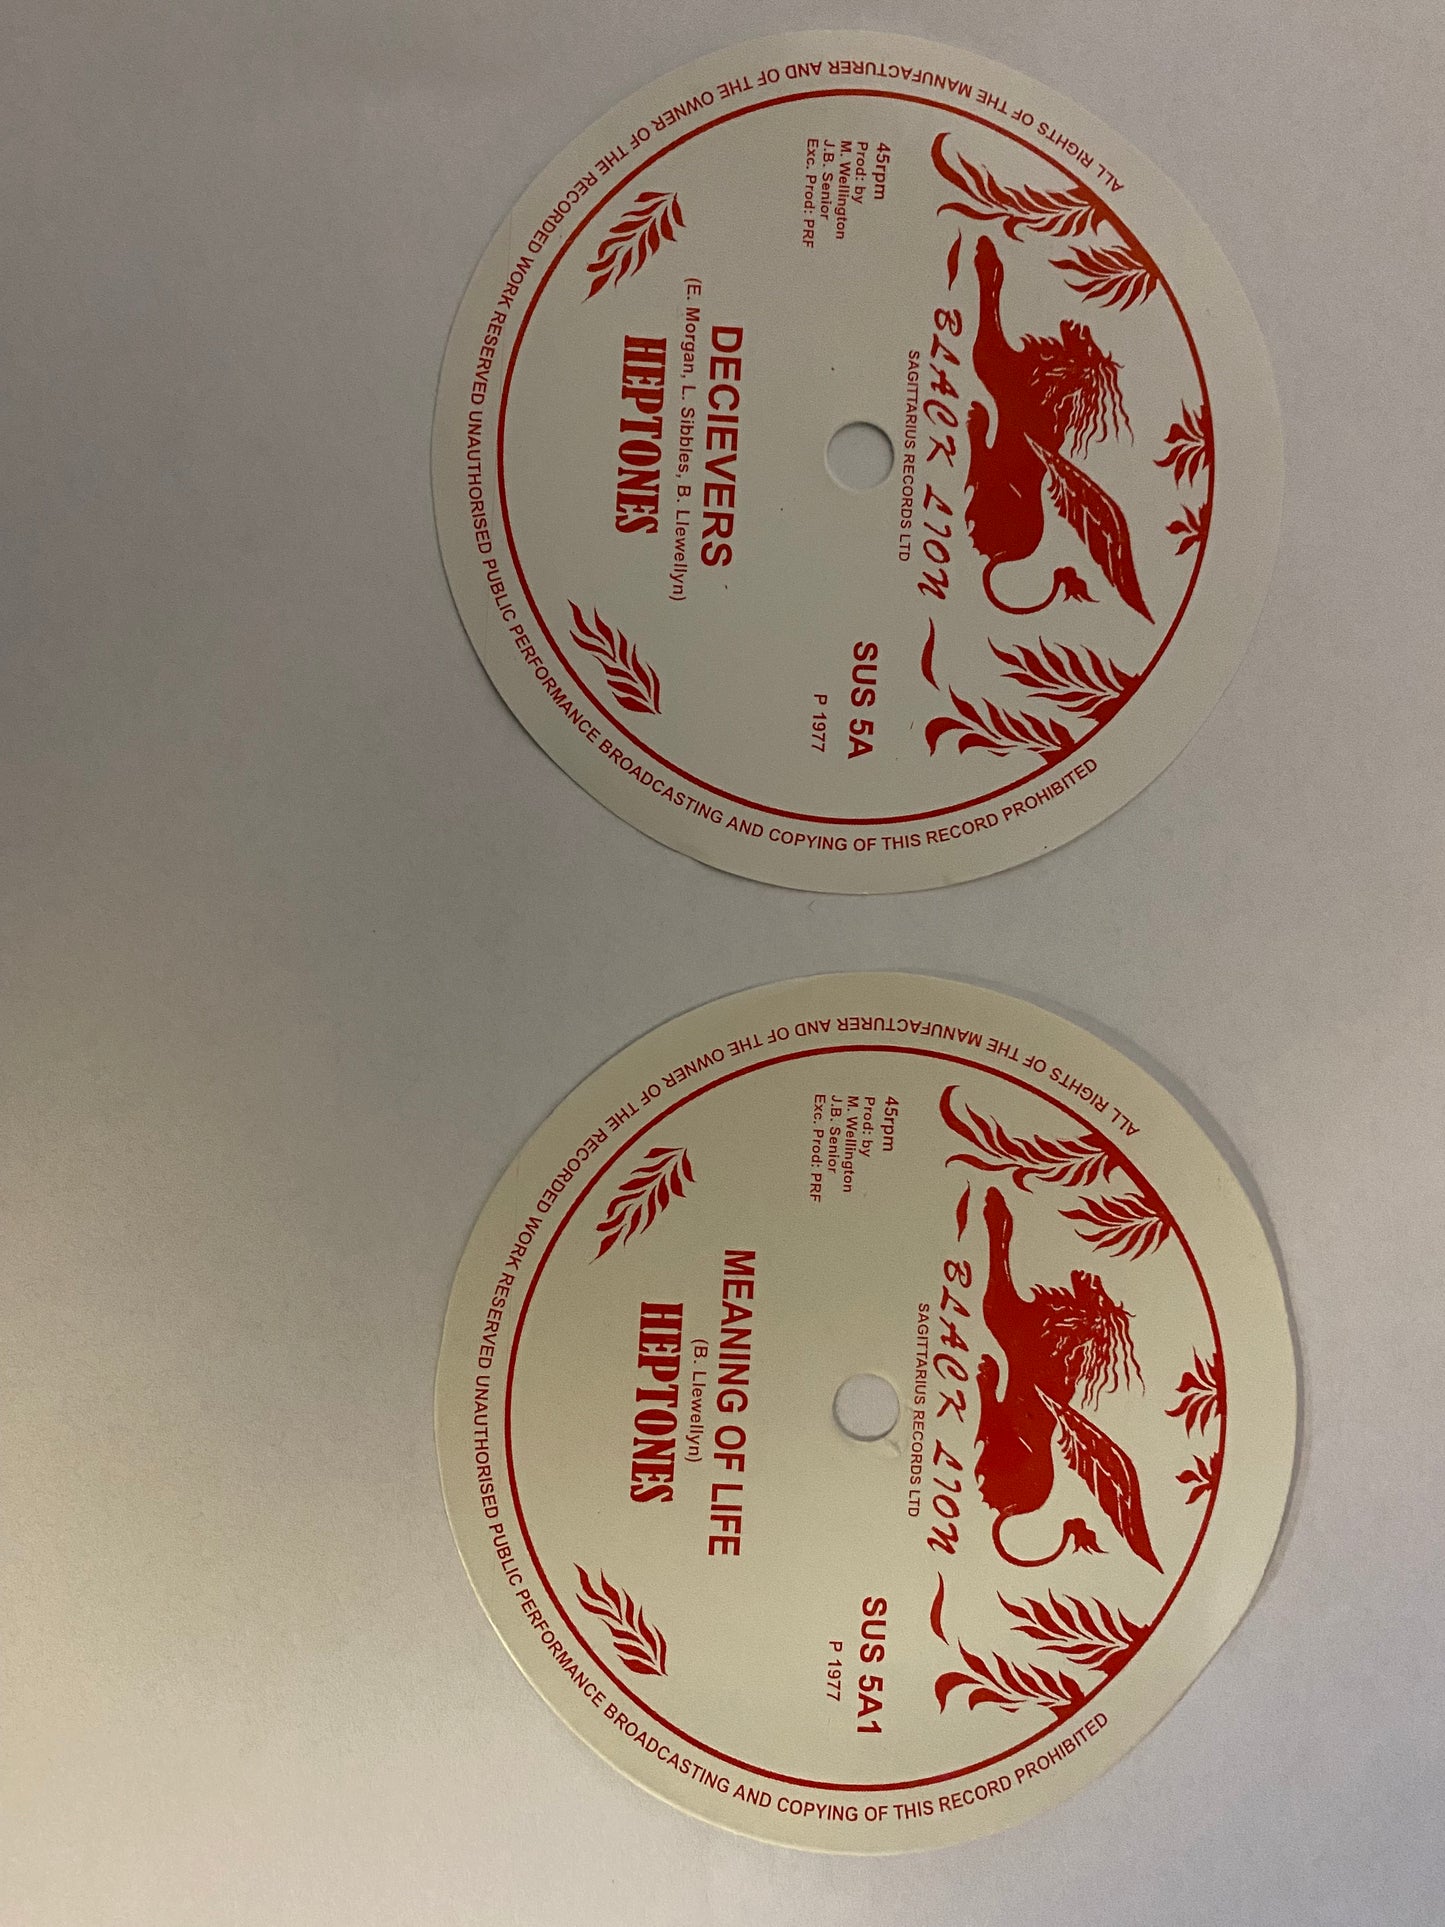 ALL RIGHTS OF THE MANUFACTURER AND OF THE OWNER OF THE RECORDED WORK RESERVED UNAUTHORISED PUBLIC PERFORMANCE BROADCASTING AND COPYING OF THIS RECORD PROHIBITED
BLACK LION
SAGITTARIUS RECORDS LTD
45rpm
Prod: by
M. Wellington
J.B. Senior
Exc. Prod: PRF
SUS 5A
P 1977
DECIEVERS
(E. Morgan, L. Sibbles, B. Llewellyn)
HEPTONES
ALL RIGHTS OF THE MANUFACTURER AND OF THE OWNER OF THE RECORDED WORK RESERVED UNAUTHORISED PUBLIC PERFORMANCE BROADCASTING AND COPYING OF THIS RECORD PROHIBITED
BLACK LION
SAGITTARIUS RECORDS LTD
45rpm
Prod: by
M. Wellington
J.B. Senior
Exc. Prod: PRF
SUS 5A1
P 1977
MEANING OF LIFE
(B. Llewellyn)
HEPTONES